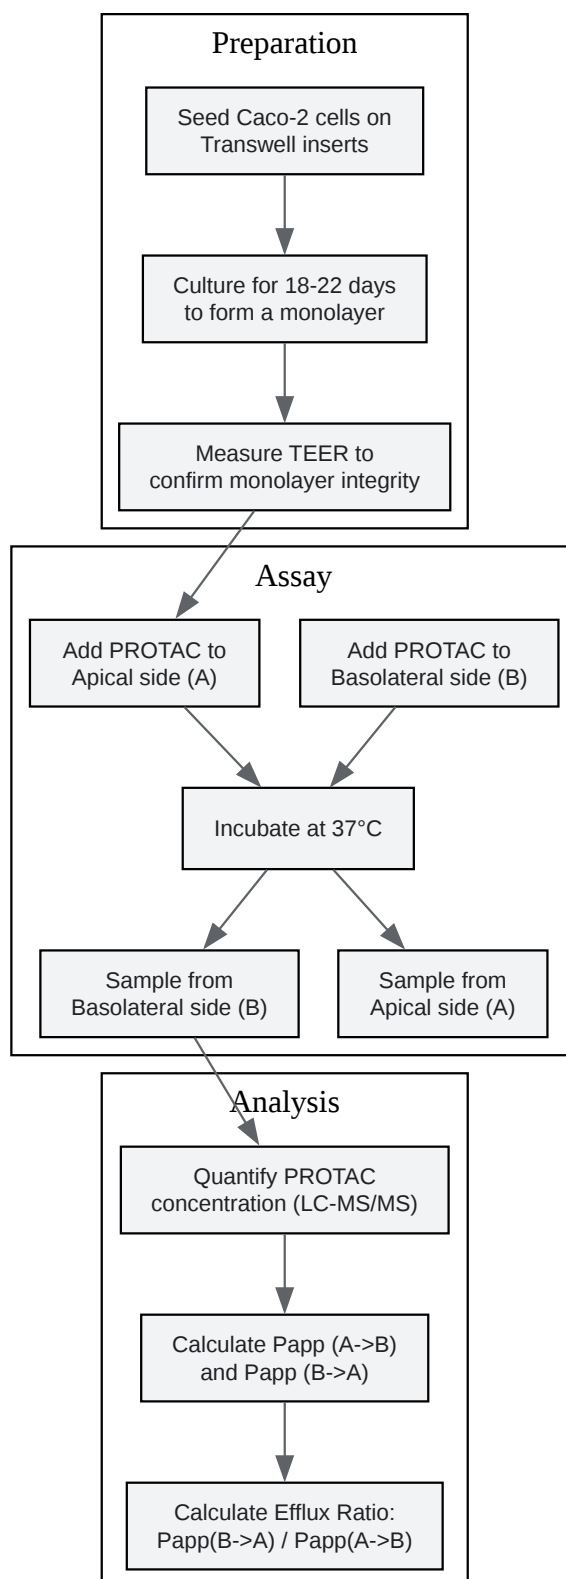 Preparation
Seed Caco-2 cells on
Transwell inserts
Culture for 18-22 days
to form a monolayer
Measure TEER to
confirm monolayer integrity
Assay
Add PROTAC to
Apical side (A)
Add PROTAC to
Basolateral side (B)
Incubate at 37°C
Sample from
Basolateral side (B)
Sample from
Apical side (A)
Analysis
Quantify PROTAC
concentration (LC-MS/MS)
Calculate Papp (A->B)
and Papp (B->A)
Calculate Efflux Ratio:
Papp(B->A) / Papp(A->B)